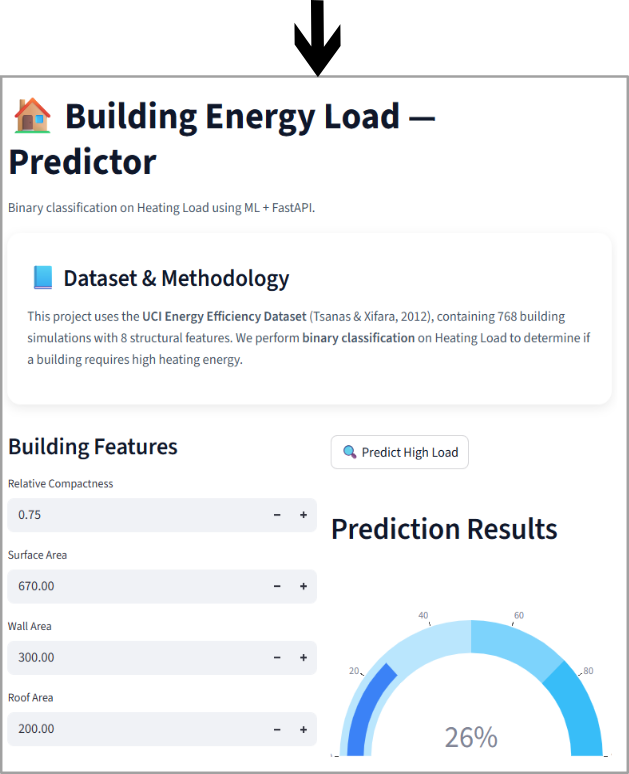 Building Energy Load —
Predictor
Binary classification on Heating Load using ML + FastAPI.
Dataset & Methodology
This project uses the UCI Energy Efficiency Dataset (Tsanas & Xifara, 2012), containing 768 building
simulations with 8 structural features. We perform binary classification on Heating Load to determine if
a building requires high heating energy.
Building Features
Relative Compactness
0.75 − +
Surface Area
670.00 − +
Wall Area
300.00 − +
Roof Area
200.00 − +
Predict High Load
Prediction Results
20
40
60
80
26%